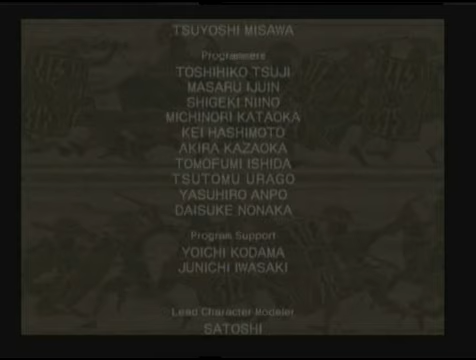 TSUYOSHI MISAWA
Programmers
TOSHIHIKO TSUJI
MASARU IJUIN
SHIGEKI NIINO
MICHINORI KATAOKA
KEI HASHIMOTO
AKIRA KAZAOKA
TOMOFUMI ISHIDA
TSUTOMU URAGO
YASUHIRO ANPO
DAISUKE NONAKA
Program Support
YOICHI KODAMA
JUNICHI IWASAKI
Lead Character Modeler
SATOSHI